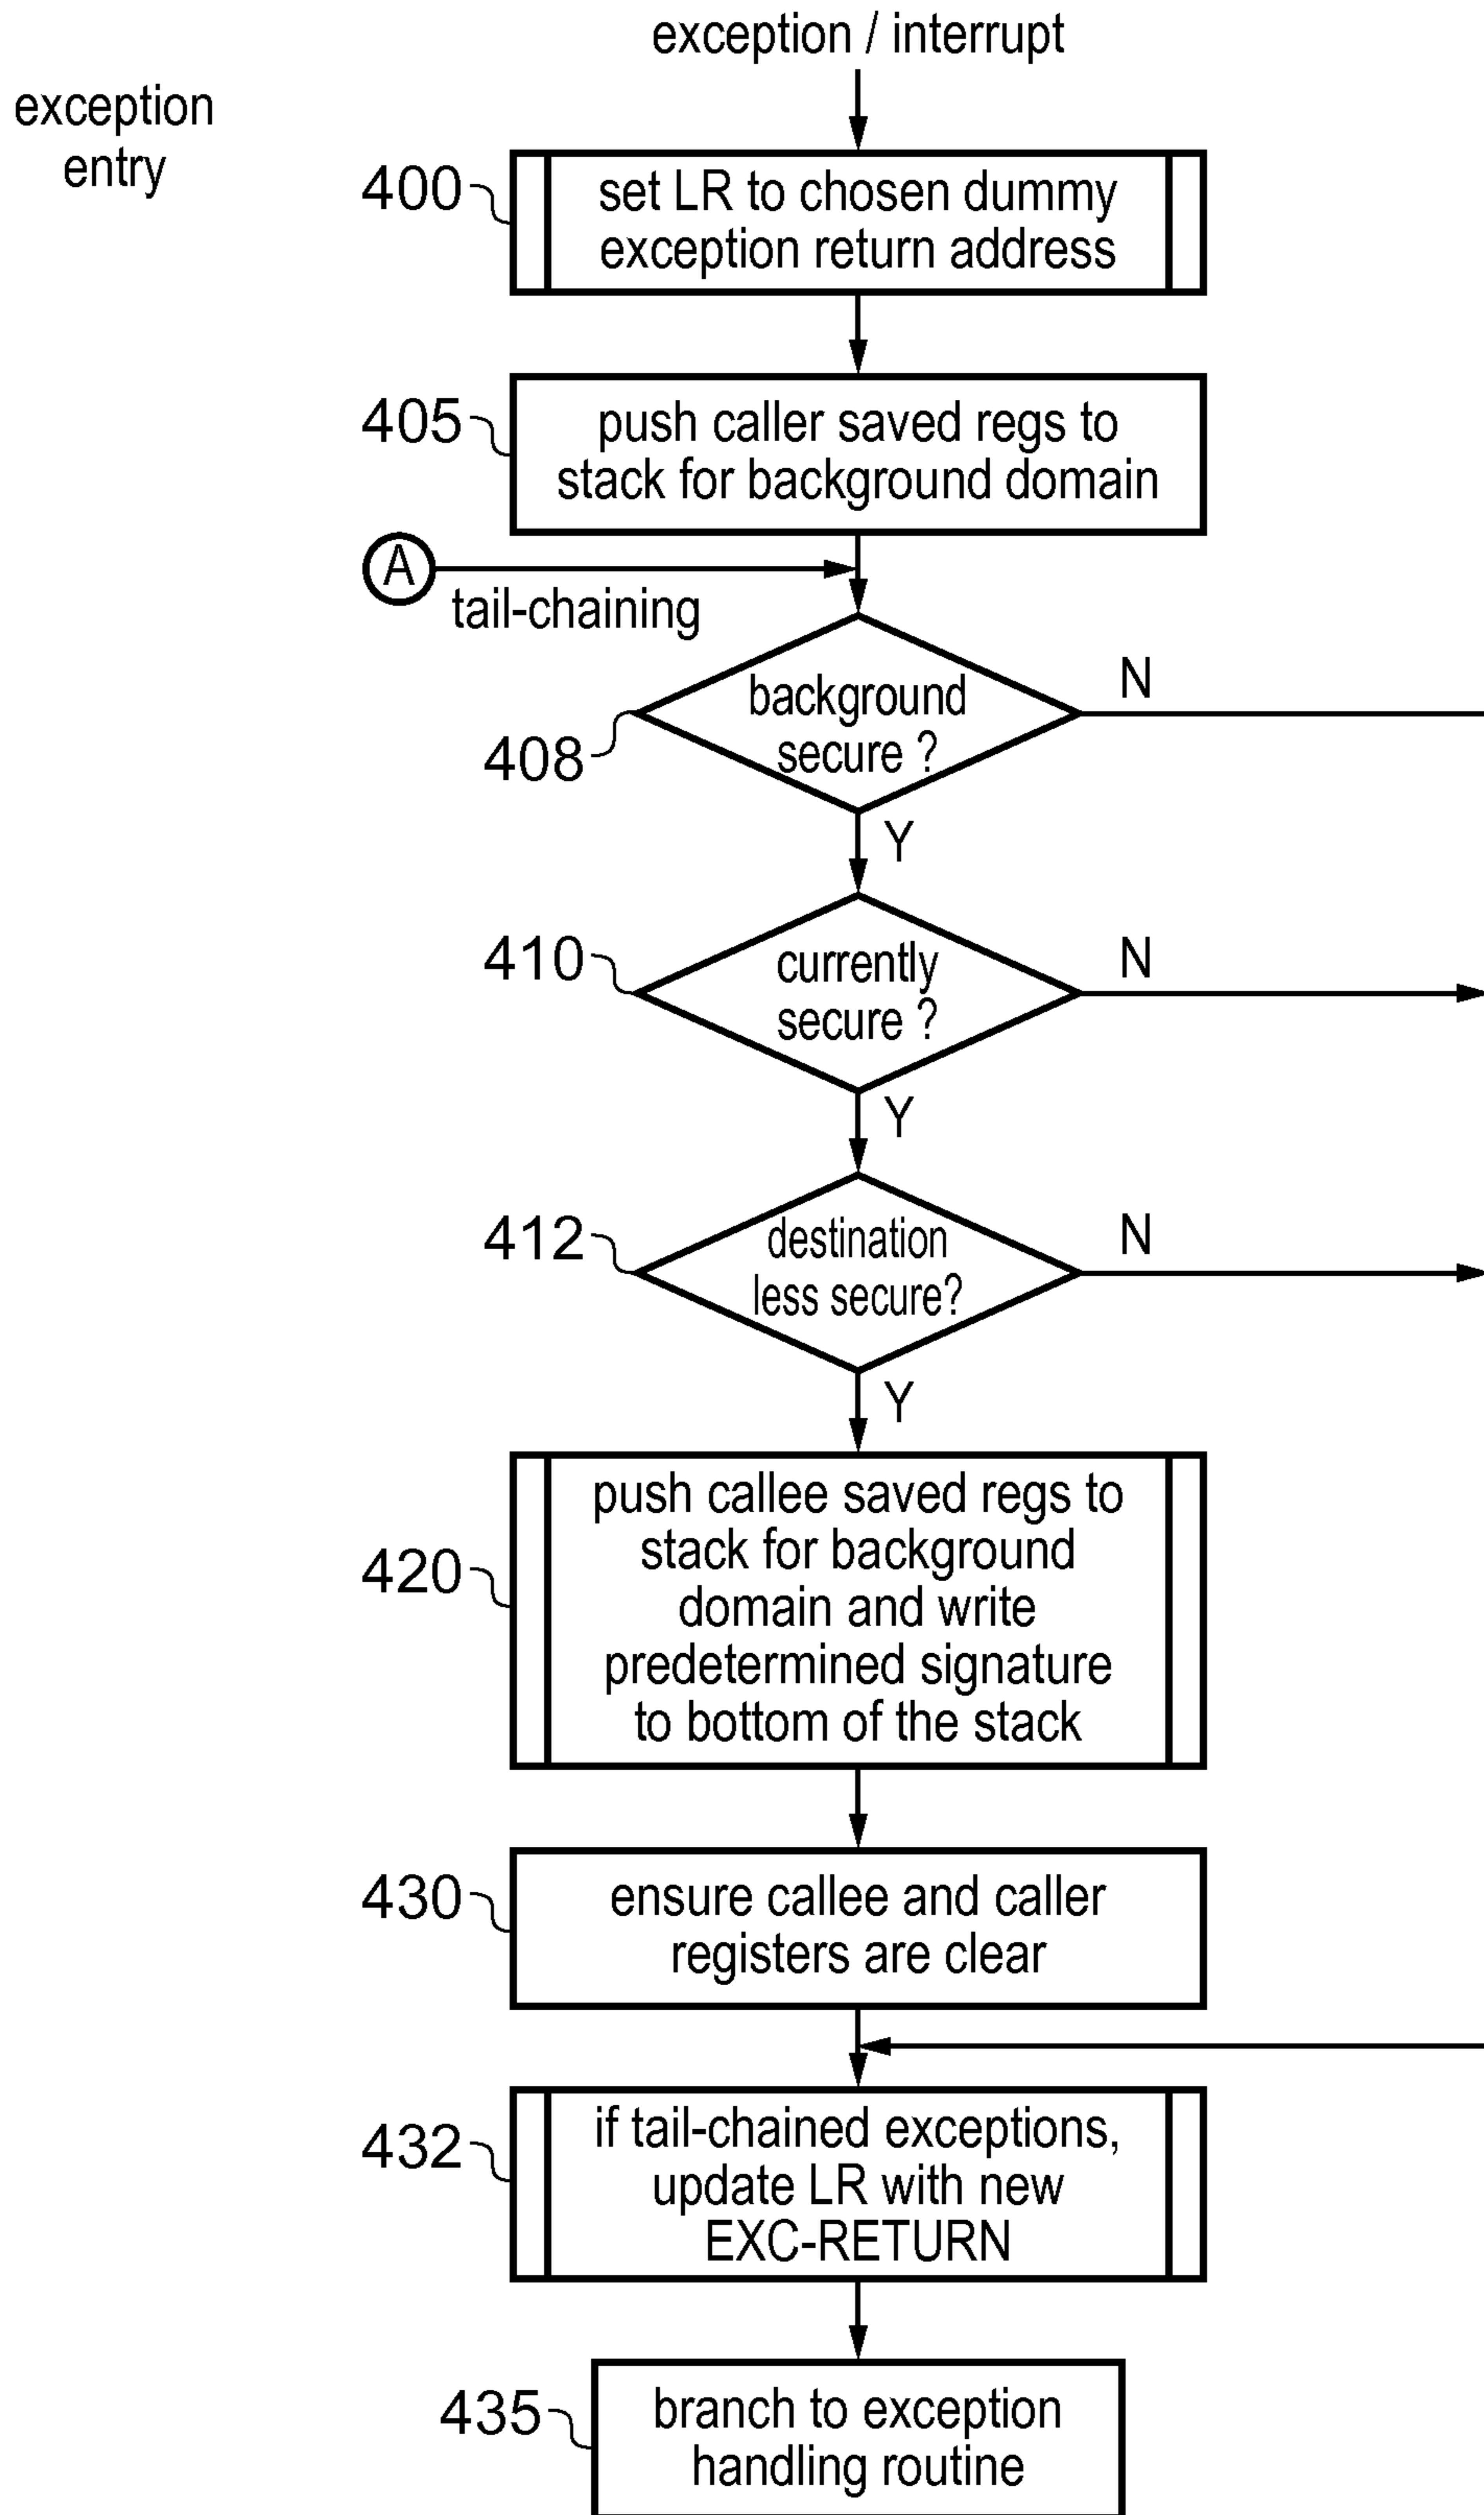 exception / interrupt
exception
entry
400
set LR to chosen dummy
exception return address
405
push caller saved regs to
stack for background domain
A
tail-chaining
background
secure ?
N
408
Y
410
currently
secure ?
N
Y
412
destination
less secure?
N
Y
420
push callee saved regs to
stack for background
domain and write
predetermined signature
to bottom of the stack
430
ensure callee and caller
registers are clear
432
if tail-chained exceptions,
update LR with new
EXC-RETURN
435
branch to exception
handling routine